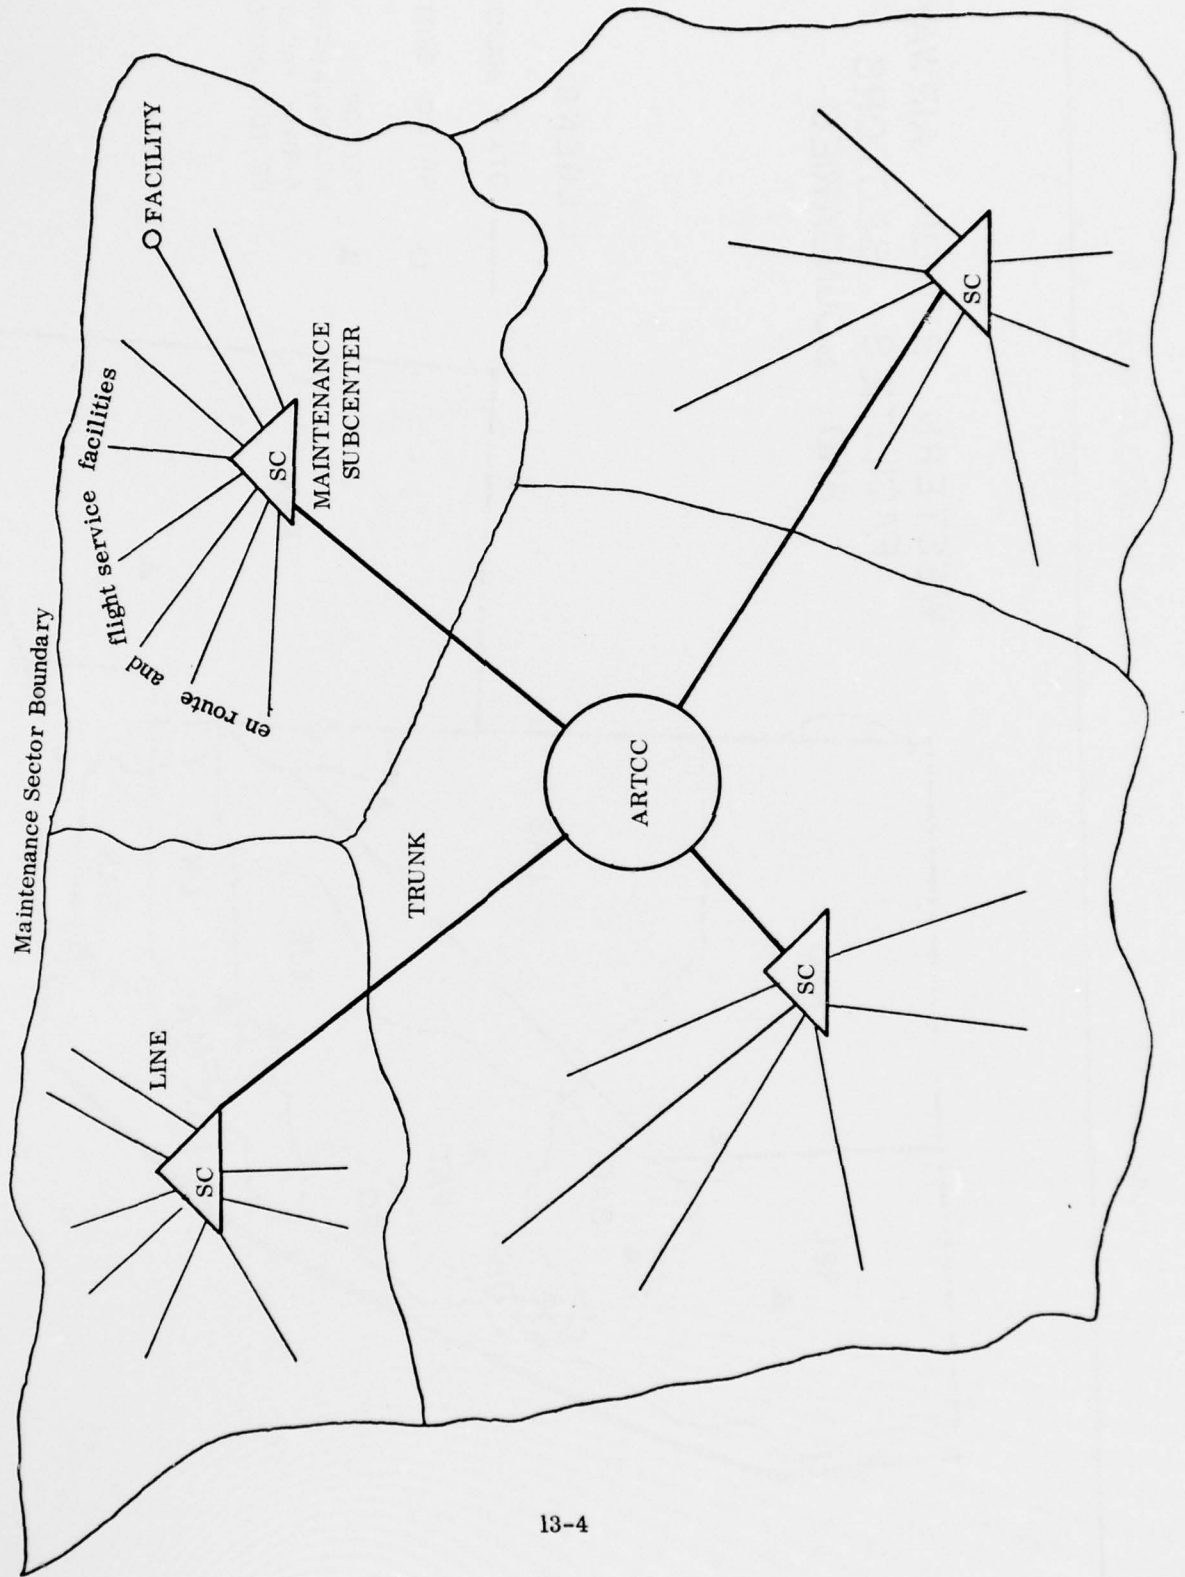 Maintenance Sector Boundary
LINE
SC
TRUNK
en route and flight service facilities
FACILITY
SC
MAINTENANCE
SUBCENTER
ARTCC
SC
SC
13-4